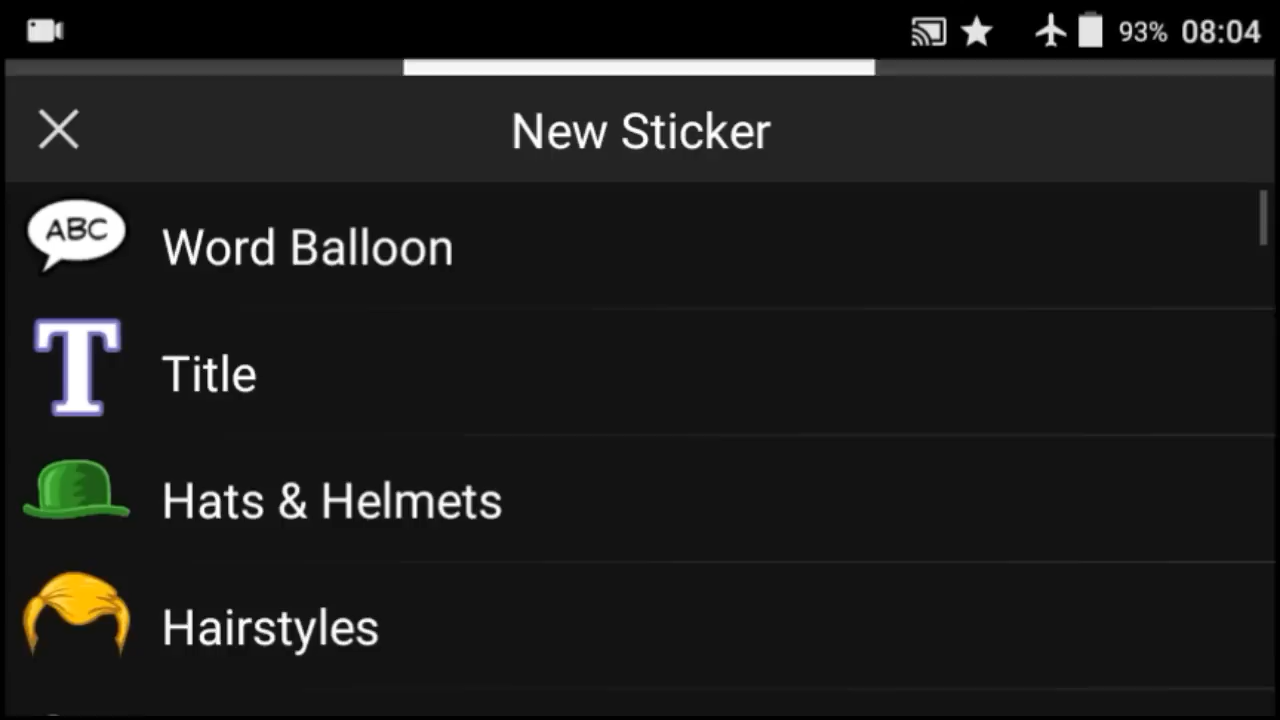 93% 08:04
New Sticker
ABC
Word Balloon
T
Title
Hats & Helmets
Hairstyles